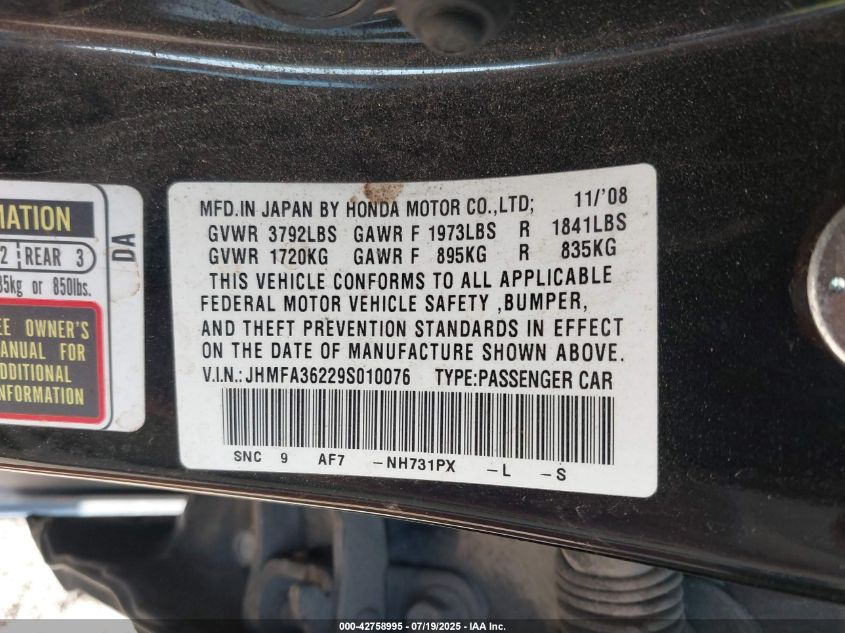 MATION
2 REAR 3
35kg or 850lbs.
EE OWNER'S
MANUAL FOR
DDITIONAL
NFORMATION
DA
MFD.IN JAPAN BY HONDA MOTOR CO.,LTD; 11/'08
GVWR 3792LBS GAWR F 1973LBS R 1841LBS
GVWR 1720KG GAWR F 895KG R 835KG
THIS VEHICLE CONFORMS TO ALL APPLICABLE
FEDERAL MOTOR VEHICLE SAFETY ,BUMPER,
AND THEFT PREVENTION STANDARDS IN EFFECT
ON THE DATE OF MANUFACTURE SHOWN ABOVE.
V.I.N.:JHMFA36229S010076 TYPE:PASSENGER CAR
SNC 9 AF7 -NH731PX -L -S
000-42758995 - 07/19/2025 - IAA Inc.